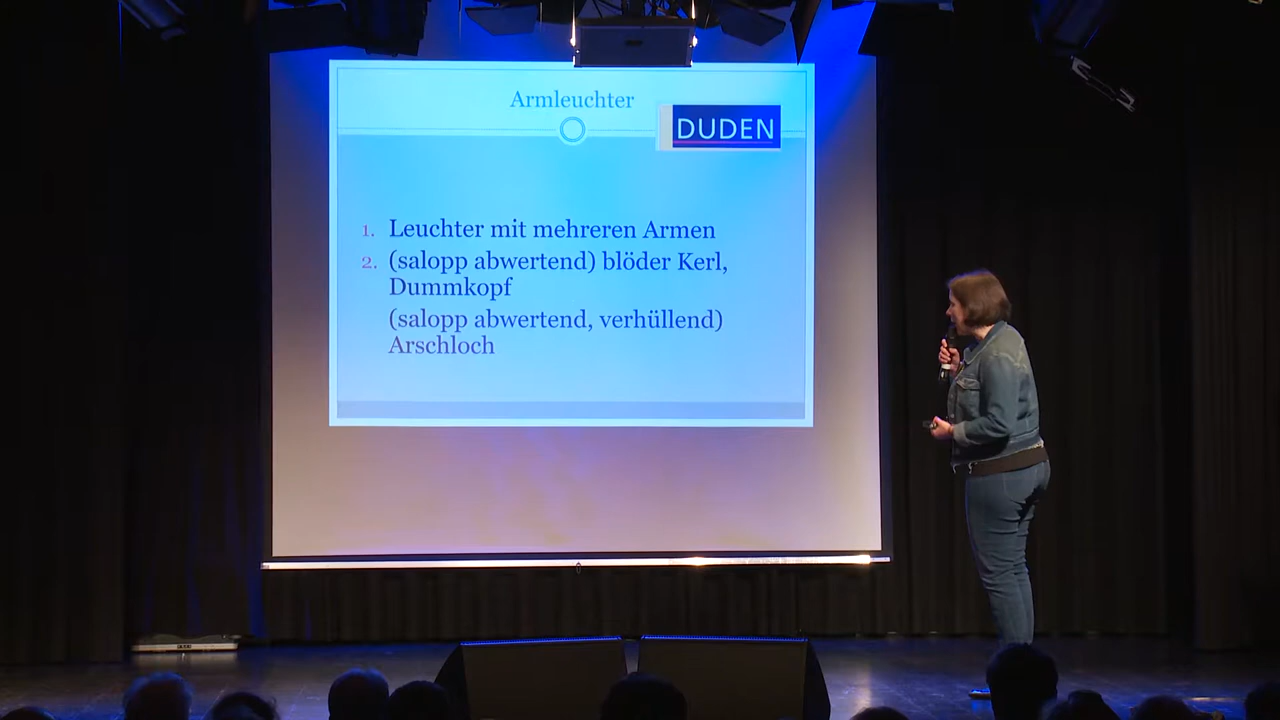 Armleuchter
DUDEN
1. Leuchter mit mehreren Armen
2. (salopp abwertend) blöder Kerl,
Dummkopf
(salopp abwertend, verhüllend)
Arschloch